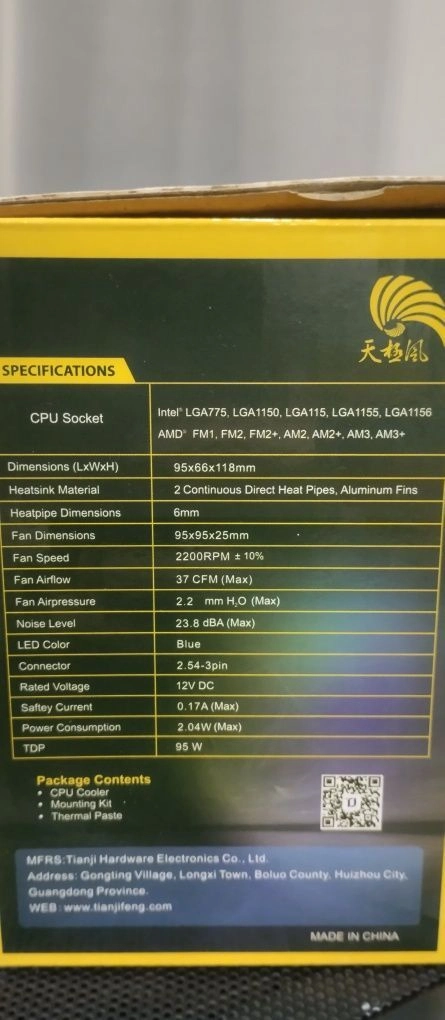 天极风
SPECIFICATIONS
CPU Socket
Intel® LGA775, LGA1150, LGA115, LGA1155, LGA1156
AMD® FM1, FM2, FM2+, AM2, AM2+, AM3, AM3+
Dimensions (LxWxH) 95x66x118mm
Heatsink Material 2 Continuous Direct Heat Pipes, Aluminum Fins
Heatpipe Dimensions 6mm
Fan Dimensions 95x95x25mm
Fan Speed 2200RPM ± 10%
Fan Airflow 37 CFM (Max)
Fan Airpressure 2.2 mm H₂O (Max)
Noise Level 23.8 dBA (Max)
LED Color Blue
Connector 2.54-3pin
Rated Voltage 12V DC
Saftey Current 0.17A (Max)
Power Consumption 2.04W (Max)
TDP 95 W
Package Contents
• CPU Cooler
• Mounting Kit
• Thermal Paste
MFRS:Tianji Hardware Electronics Co., Ltd.
Address: Gongting Village, Longxi Town, Boluo County, Huizhou City,
Guangdong Province.
WEB: www.tianjifeng.com
MADE IN CHINA